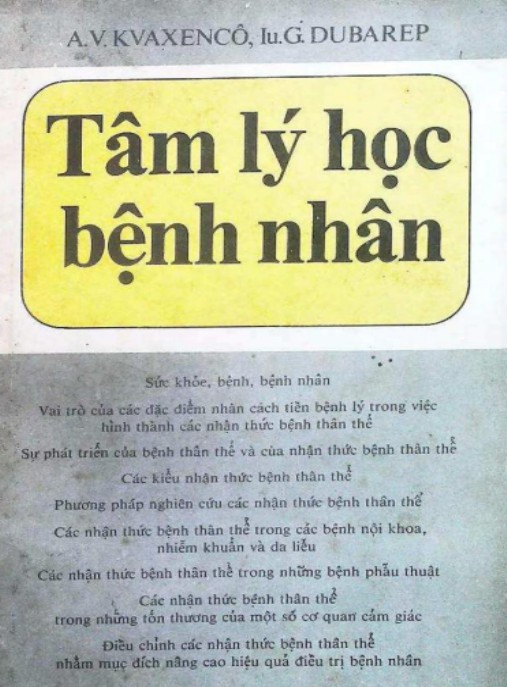 A.V. KVAXENCÔ, Iu.G. DUBAREP
Tâm lý học
bệnh nhân
Sức khỏe, bệnh, bệnh nhân
Vai trò của các đặc điểm nhân cách tiền bệnh lý trong việc
hình thành các nhận thức bệnh thân thể
Sự phát triển của bệnh thân thể và của nhận thức bệnh thân thể
Các kiểu nhận thức bệnh thân thể
Phương pháp nghiên cứu các nhận thức bệnh thân thể
Các nhận thức bệnh thân thể trong các bệnh nội khoa,
nhiễm khuẩn và da liễu
Các nhận thức bệnh thân thể trong những bệnh phẫu thuật
Các nhận thức bệnh thân thể
trong những tổn thương của một số cơ quan cảm giác
Điều chỉnh các nhận thức bệnh thân thể
nhằm mục đích nâng cao hiệu quả điều trị bệnh nhân